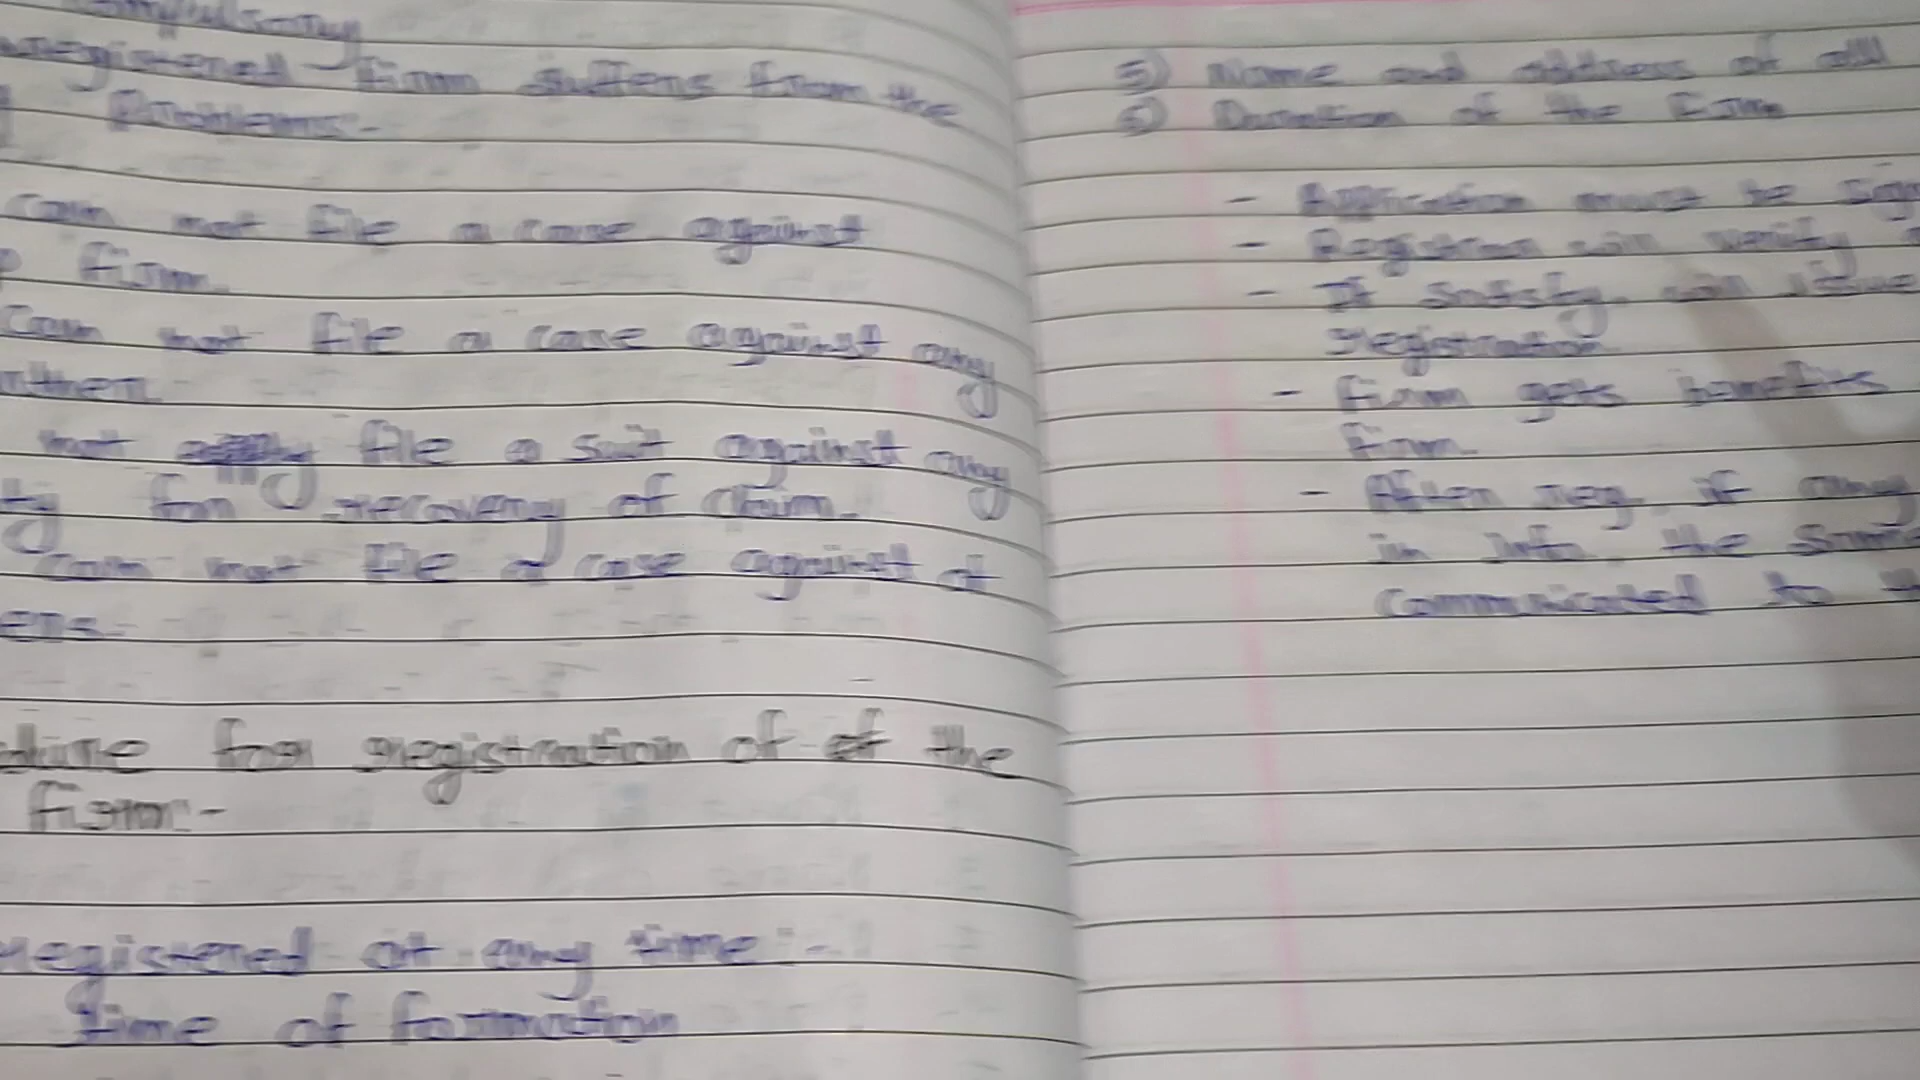 compulsory
registered firm suffers from the
Problems:-
can not file a case against
firm.
can not file a case against any
not file a suit against any
for recovery of claim.
can not file a case against of
for registration of of the
firm:-
registered at any time :-
time of formation
5) Name and address of all
6) Duration of the firm
- Application must be
- Registrar will verify
- If satisfy, will issue
registration
- firm gets benefits
firm.
- After reg. if any
in info. the
communicated to